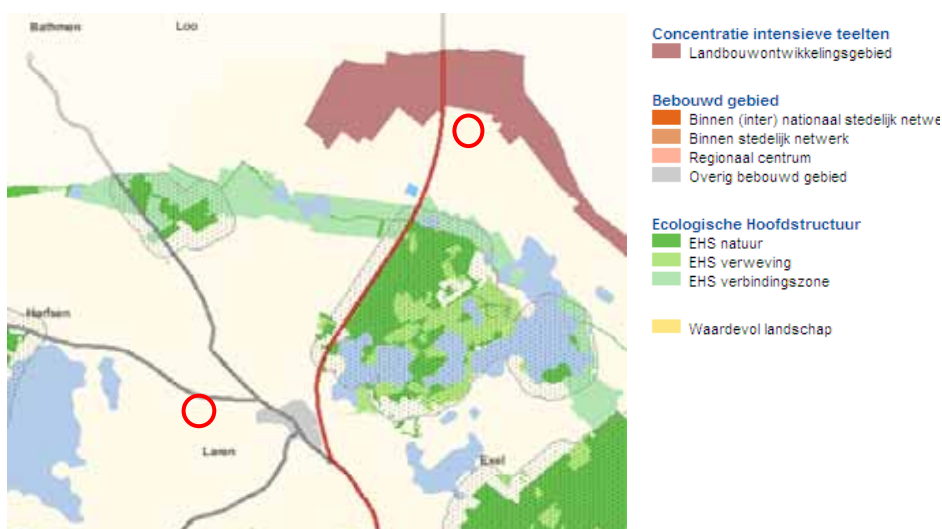 Bathmen
Loo
Harfsen
Laren
Exel
Concentratie intensieve teelten
Landbouwontwikkelingsgebied
Bebouwd gebied
Binnen (inter) nationaal stedelijk netwe
Binnen stedelijk netwerk
Regionaal centrum
Overig bebouwd gebied
Ecologische Hoofdstructuur
EHS natuur
EHS verweving
EHS verbindingszone
Waardevol landschap